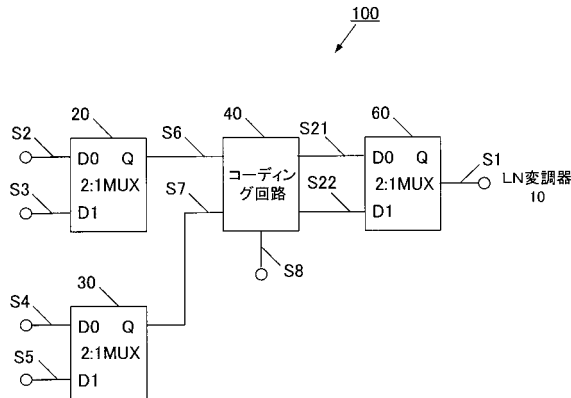 100
20
40
60
S2
S6
S21
S1
D0 Q
2:1MUX
D1
S3
コーディン
グ回路
S7
S22
D0 Q
2:1MUX
D1
LN変調器
10
S8
30
S4
D0 Q
2:1MUX
S5
D1